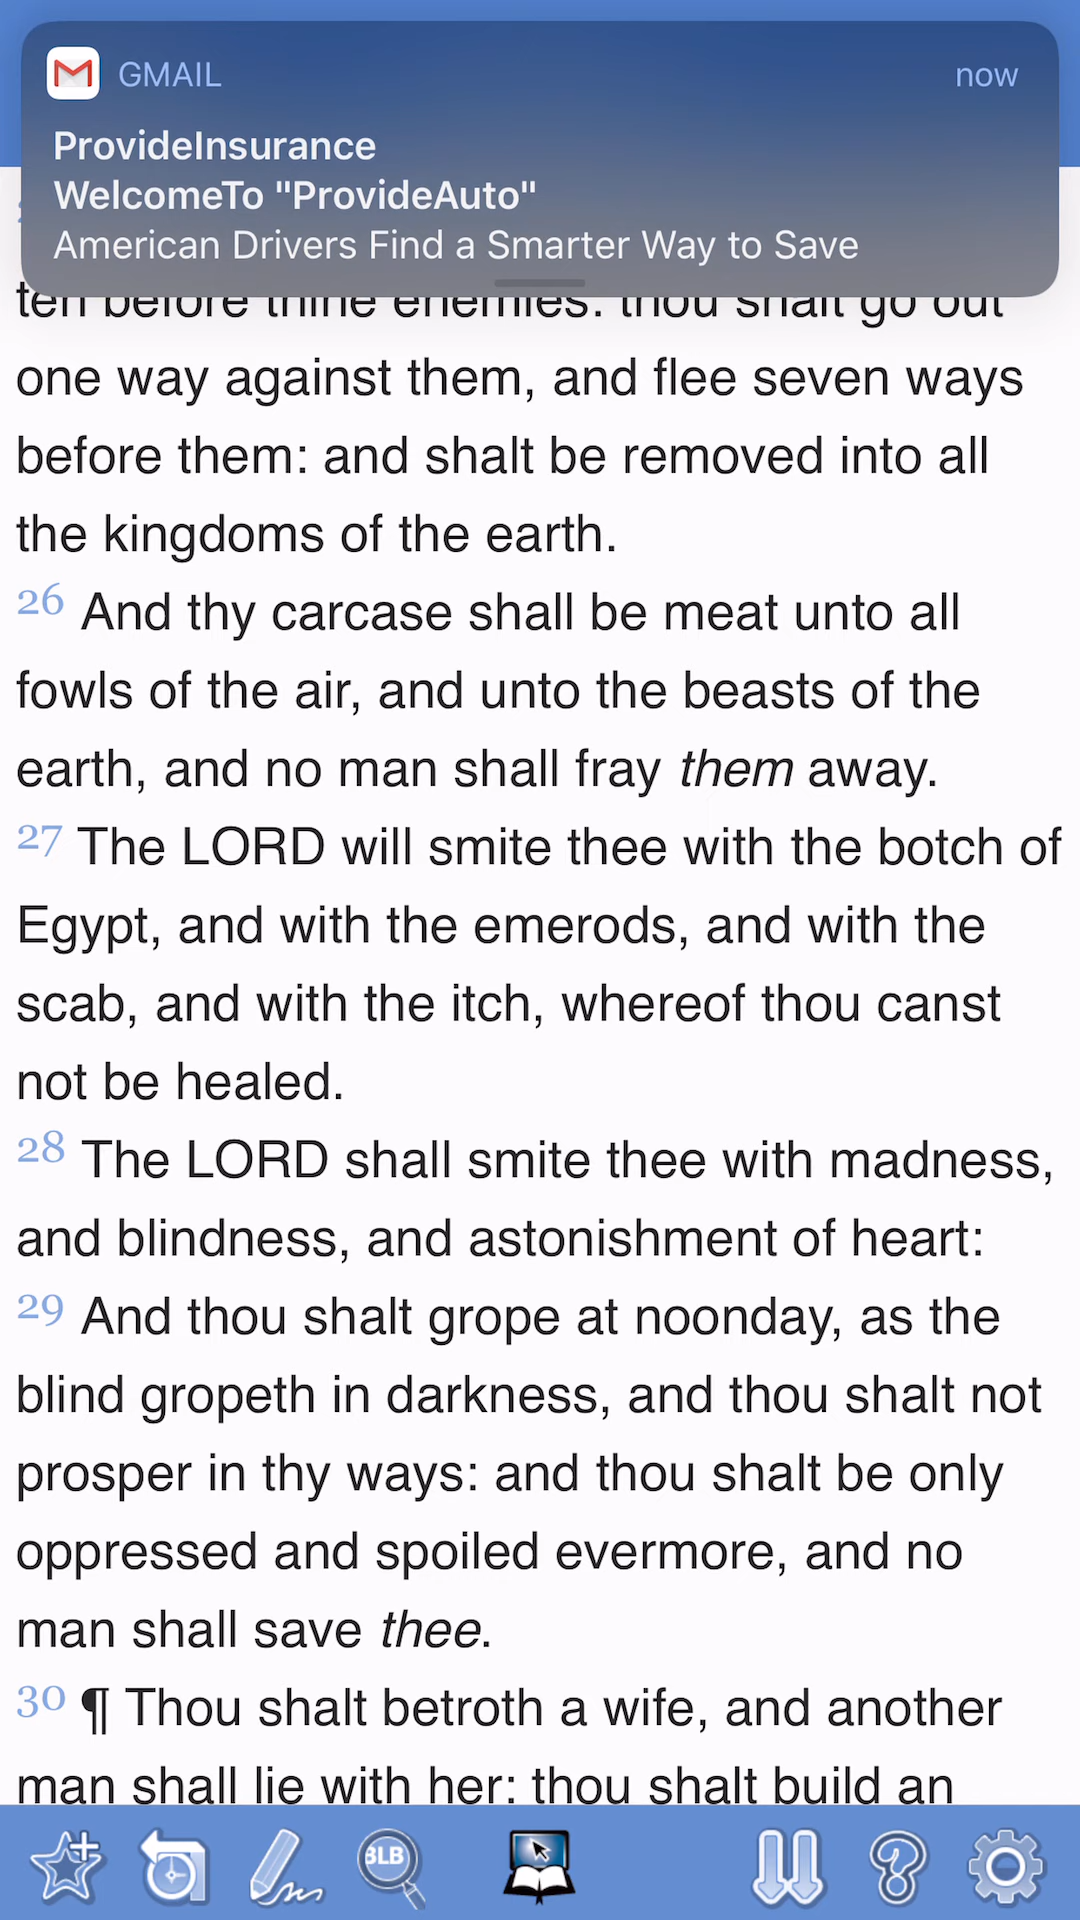 GMAIL
now
ProvideInsurance
WelcomeTo "ProvideAuto"
American Drivers Find a Smarter Way to Save
ten before thine enemies: thou shalt go out
one way against them, and flee seven ways
before them: and shalt be removed into all
the kingdoms of the earth.
26 And thy carcase shall be meat unto all
fowls of the air, and unto the beasts of the
earth, and no man shall fray them away.
27 The LORD will smite thee with the botch of
Egypt, and with the emerods, and with the
scab, and with the itch, whereof thou canst
not be healed.
28 The LORD shall smite thee with madness,
and blindness, and astonishment of heart:
29 And thou shalt grope at noonday, as the
blind gropeth in darkness, and thou shalt not
prosper in thy ways: and thou shalt be only
oppressed and spoiled evermore, and no
man shall save thee.
30 ¶ Thou shalt betroth a wife, and another
man shall lie with her: thou shalt build an
BLB